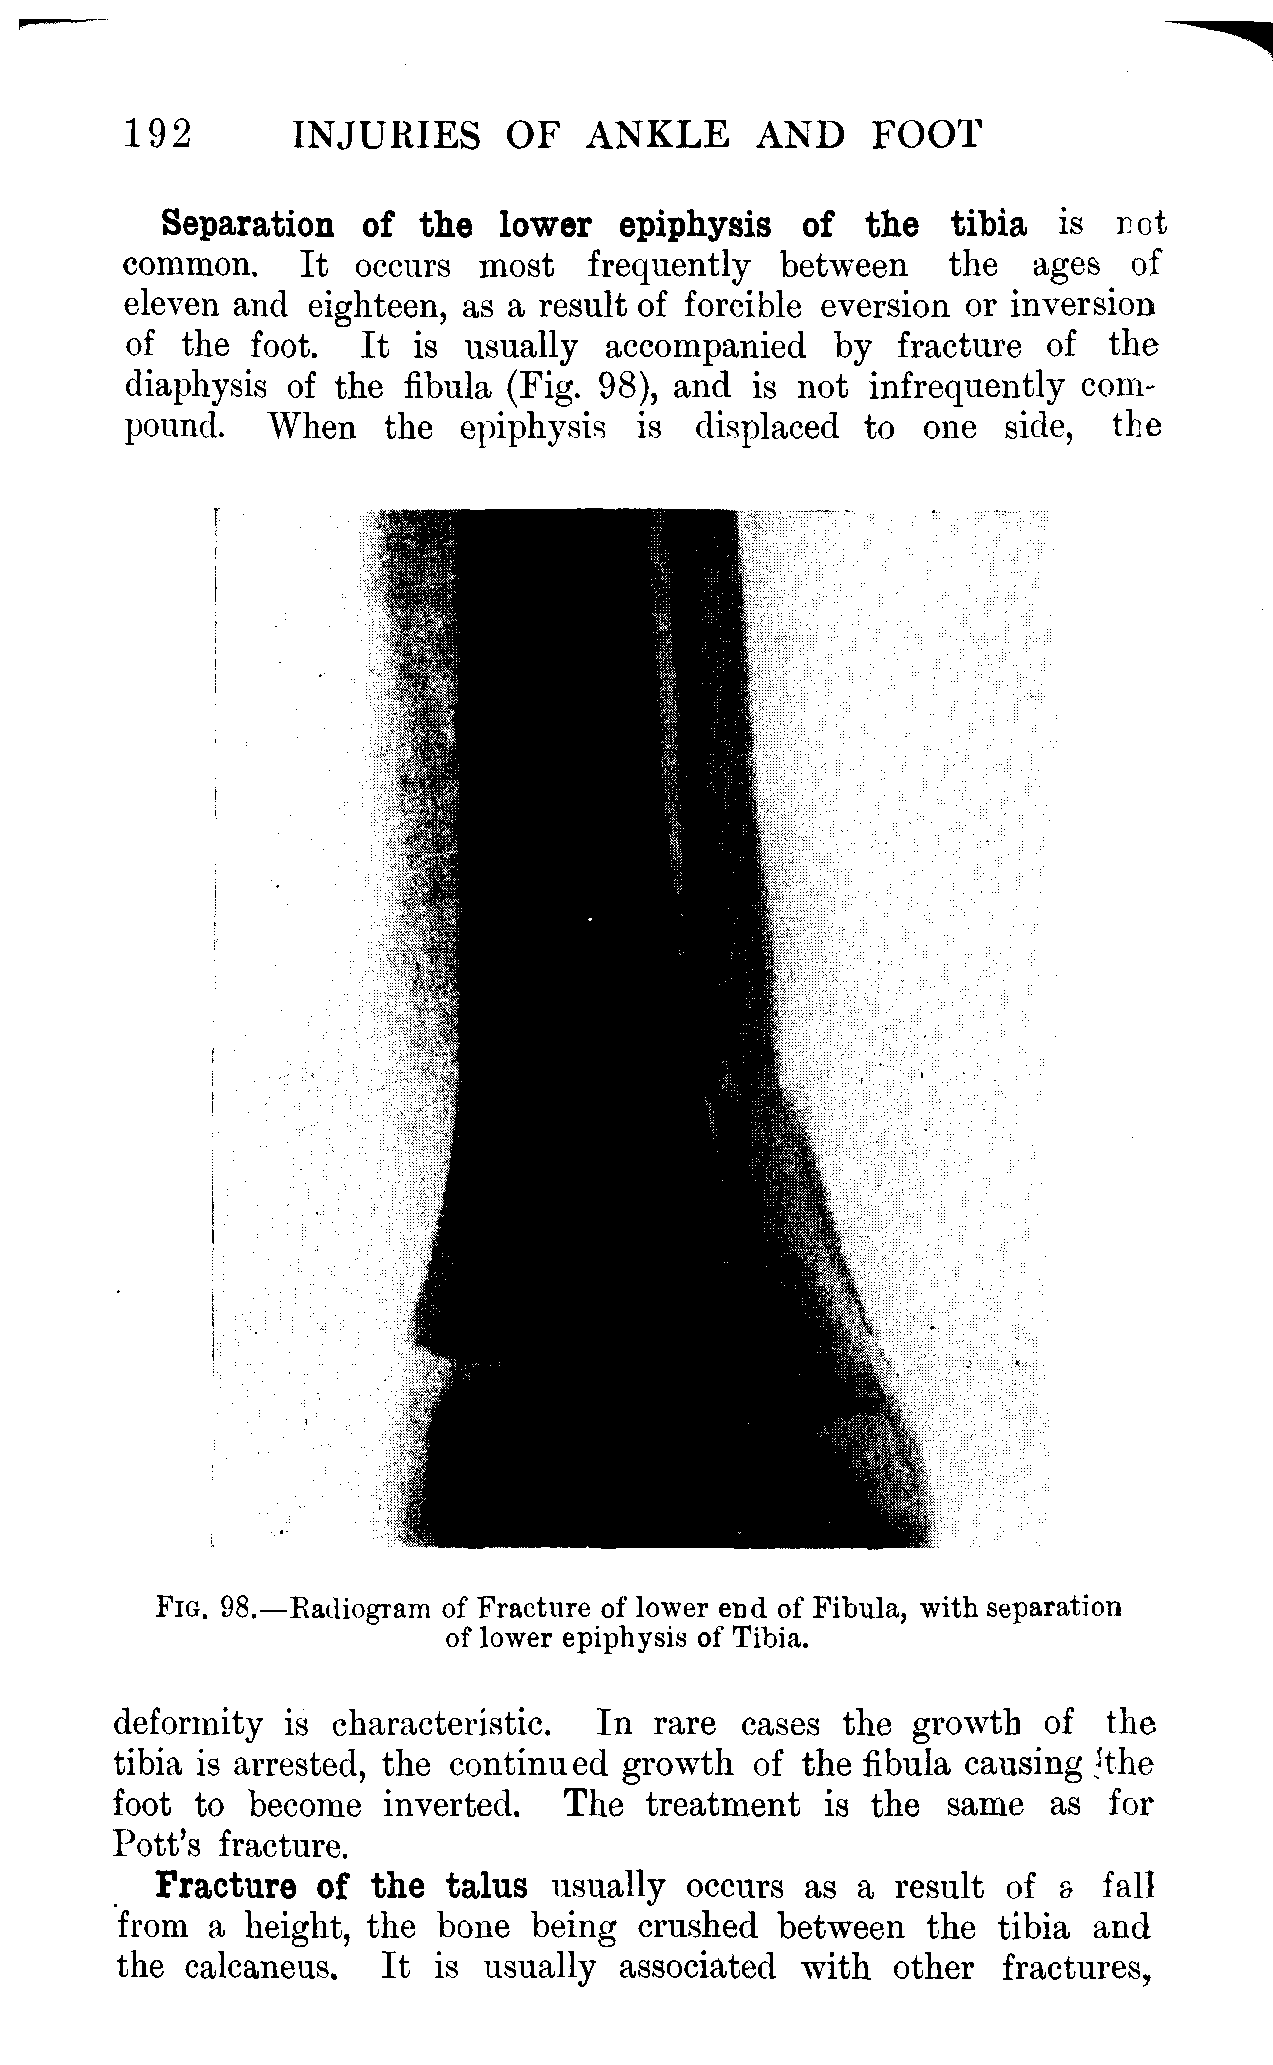 192 INJURIES OF ANKLE AND FOOT
Separation of the lower epiphysis of the tibia is not
common. It occurs most frequently between the ages of
eleven and eighteen, as a result of forcible eversion or inversion
of the foot. It is usually accompanied by fracture of the
diaphysis of the fibula (Fig. 98), and is not infrequently com-
pound. When the epiphysis is displaced to one side, the
FIG. 98.—Radiogram of Fracture of lower end of Fibula, with separation
of lower epiphysis of Tibia.
deformity is characteristic. In rare cases the growth of the
tibia is arrested, the continued growth of the fibula causing the
foot to become inverted. The treatment is the same as for
Pott's fracture.
Fracture of the talus usually occurs as a result of a fall
from a height, the bone being crushed between the tibia and
the calcaneus. It is usually associated with other fractures,